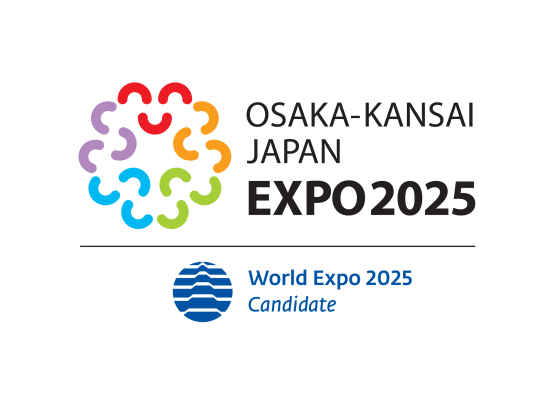 OSAKA-KANSAI
JAPAN
EXPO2025
World Expo 2025
Candidate